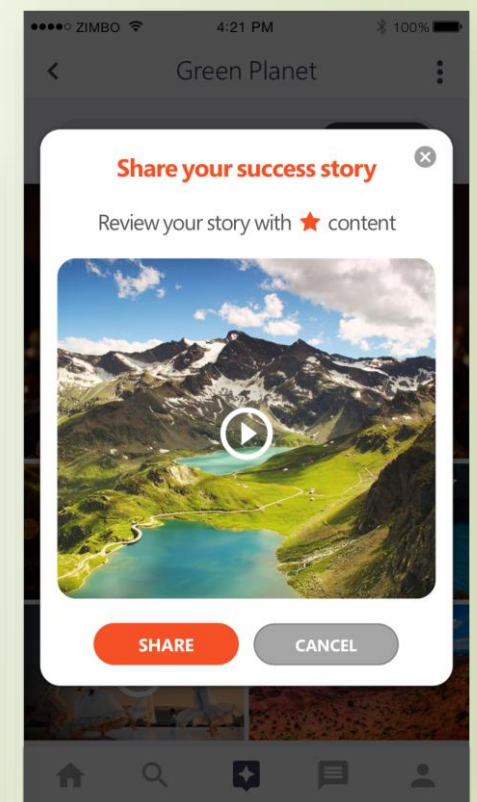 ZIMBO 4:21 PM 100%
Green Planet
Share your success story
Review your story with ★ content
SHARE CANCEL